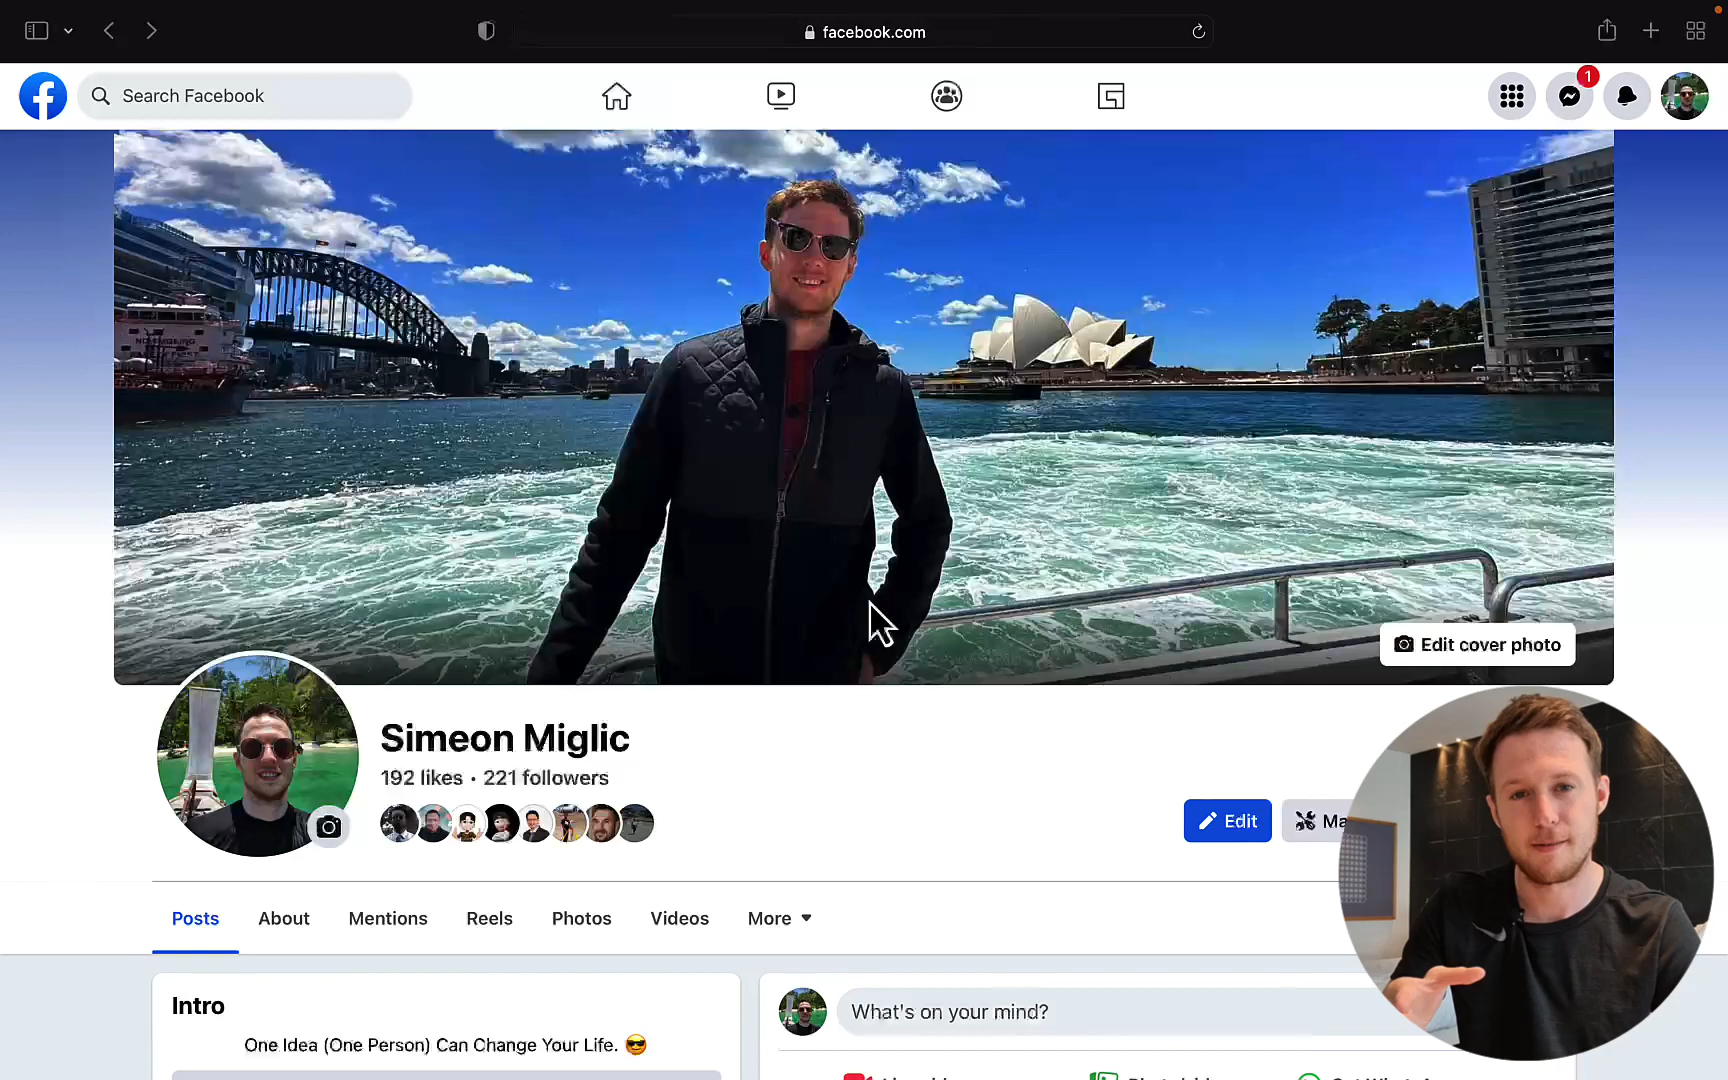 facebook.com
Search Facebook
1
Edit cover photo
Simeon Miglic
192 likes · 221 followers
Edit
Ma
Posts
About
Mentions
Reels
Photos
Videos
More
Intro
One Idea (One Person) Can Change Your Life. 😎
What's on your mind?